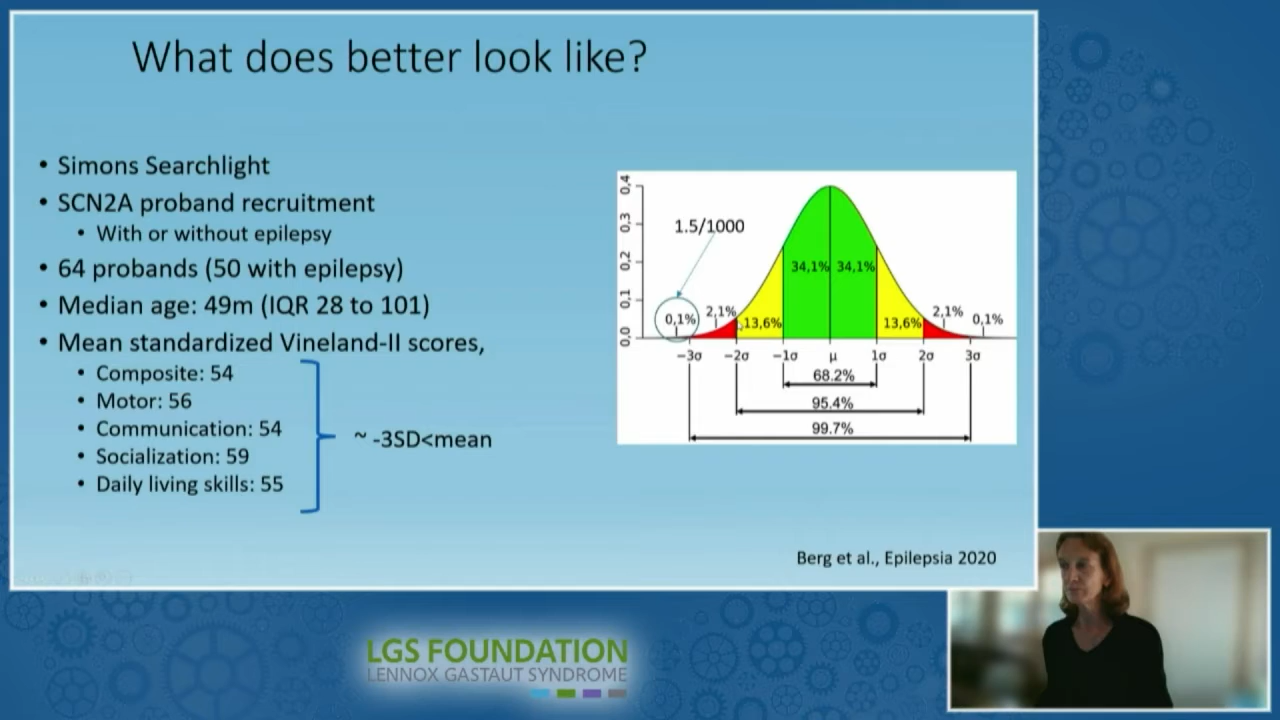 What does better look like?
• Simons Searchlight
• SCN2A proband recruitment
• With or without epilepsy
• 64 probands (50 with epilepsy)
• Median age: 49m (IQR 28 to 101)
• Mean standardized Vineland-II scores,
• Composite: 54
• Motor: 56
• Communication: 54
• Socialization: 59
• Daily living skills: 55
~ -3SD<mean
1.5/1000
0,4
0,3
0,2
0,1
0,0
34,1% 34,1%
0,1% 2,1% 13,6% 13,6% 2,1% 0,1%
−3σ −2σ −1σ μ 1σ 2σ 3σ
68.2%
95.4%
99.7%
Berg et al., Epilepsia 2020
LGS FOUNDATION
LENNOX GASTAUT SYNDROME